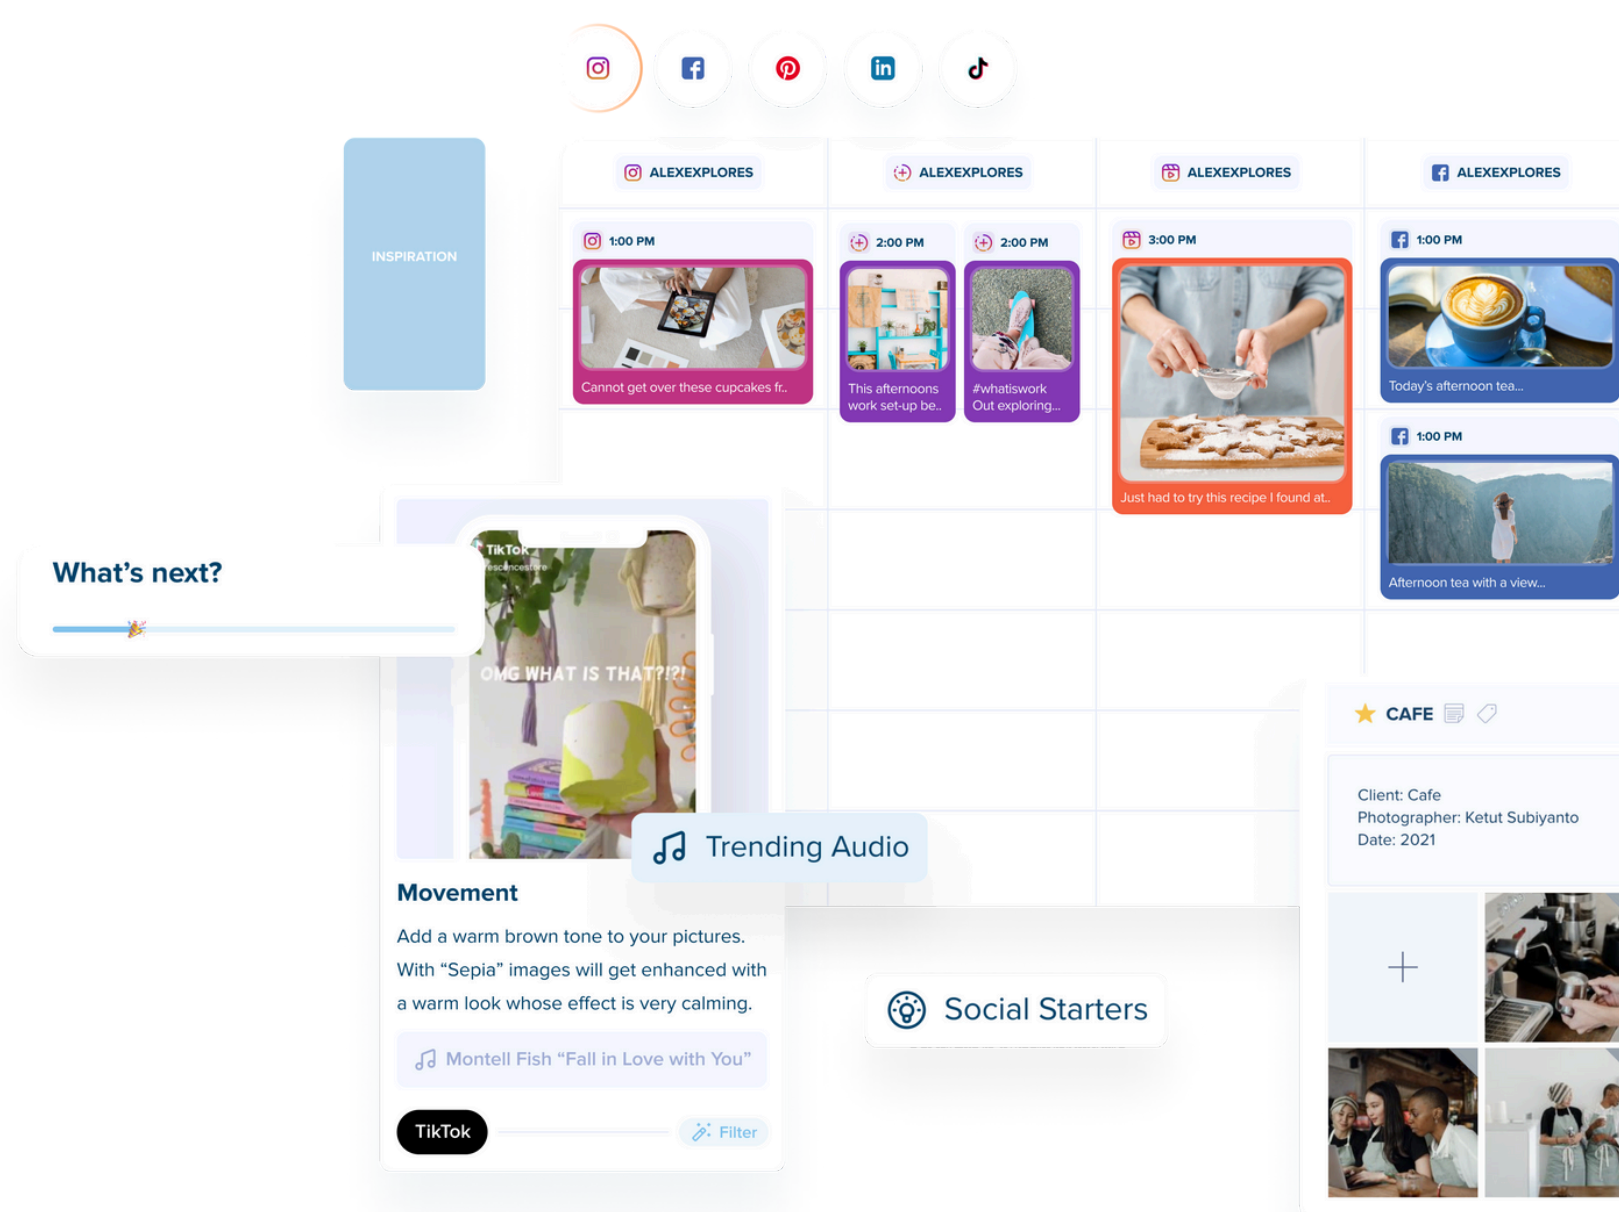 ALEXEXPLORES
ALEXEXPLORES
ALEXEXPLORES
ALEXEXPLORES
INSPIRATION
1:00 PM
Cannot get over these cupcakes fr..
2:00 PM
This afternoons
work set-up be..
2:00 PM
#whatiswork
Out exploring...
3:00 PM
Just had to try this recipe I found at..
1:00 PM
Today's afternoon tea...
1:00 PM
Afternoon tea with a view...
What's next?
TikTok
OMG WHAT IS THAT?!?!
Trending Audio
Movement
Add a warm brown tone to your pictures.
With “Sepia” images will get enhanced with
a warm look whose effect is very calming.
Montell Fish “Fall in Love with You”
TikTok
Filter
Social Starters
CAFE
Client: Cafe
Photographer: Ketut Subiyanto
Date: 2021